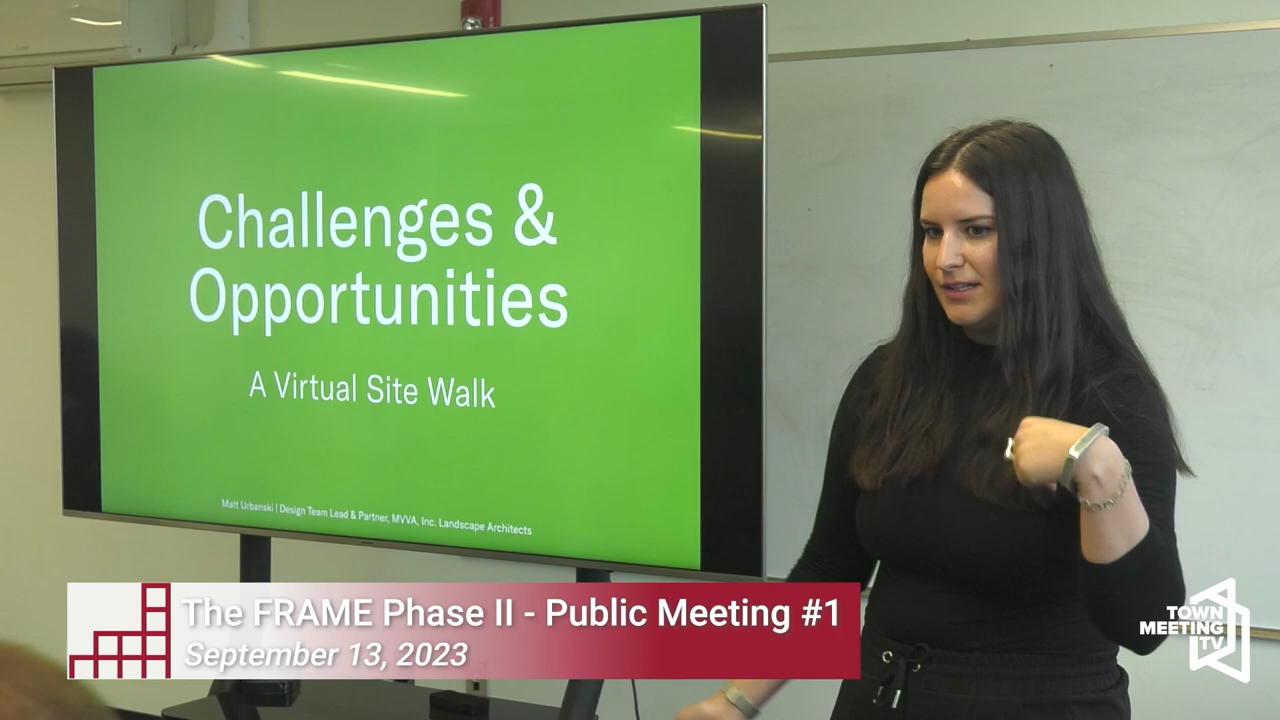 Challenges &
Opportunities
A Virtual Site Walk
Matt Urbanski | Design Team Lead & Partner, MVVA, Inc. Landscape Architects
The FRAME Phase II - Public Meeting #1
September 13, 2023
TOWN
MEETING
TV